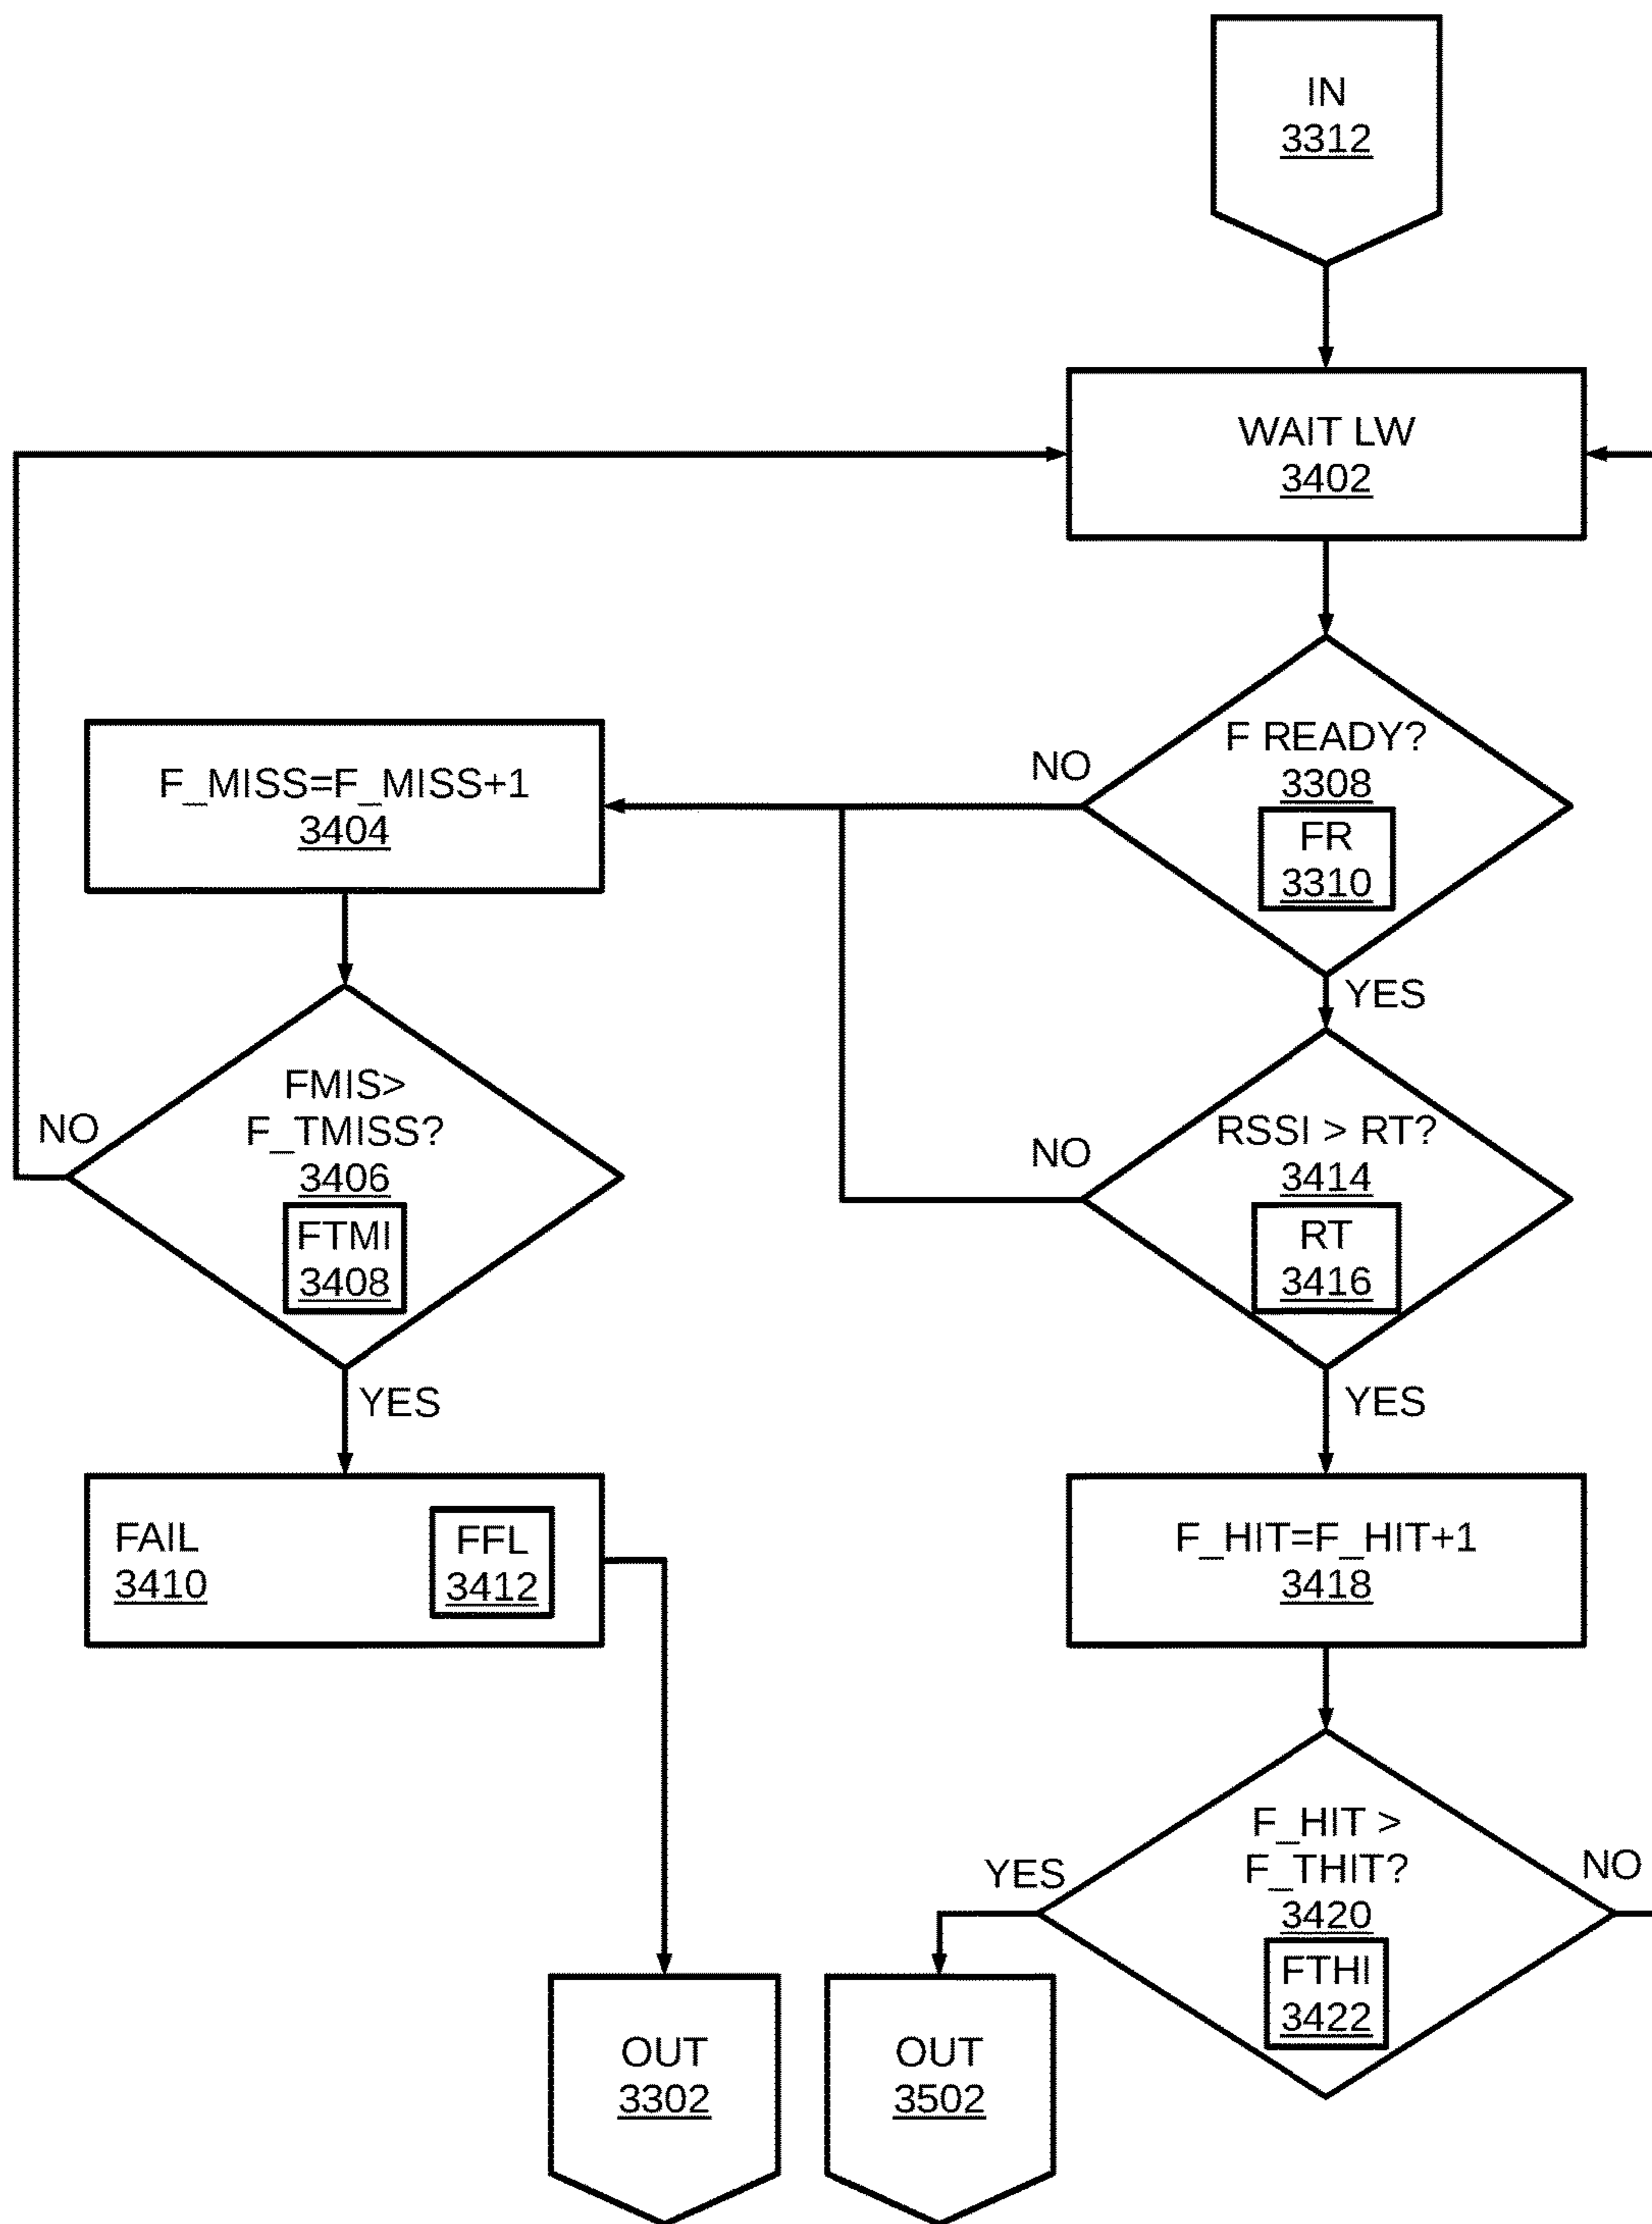 IN
3312
WAIT LW
3402
F READY?
3308
FR
3310
NO
YES
F_MISS=F_MISS+1
3404
FMIS>
F_TMISS?
3406
FTMI
3408
NO
YES
RSSI > RT?
3414
RT
3416
NO
YES
FAIL
3410
FFL
3412
F_HIT=F_HIT+1
3418
F_HIT >
F_THIT?
3420
FTHI
3422
YES
NO
OUT
3302
OUT
3502